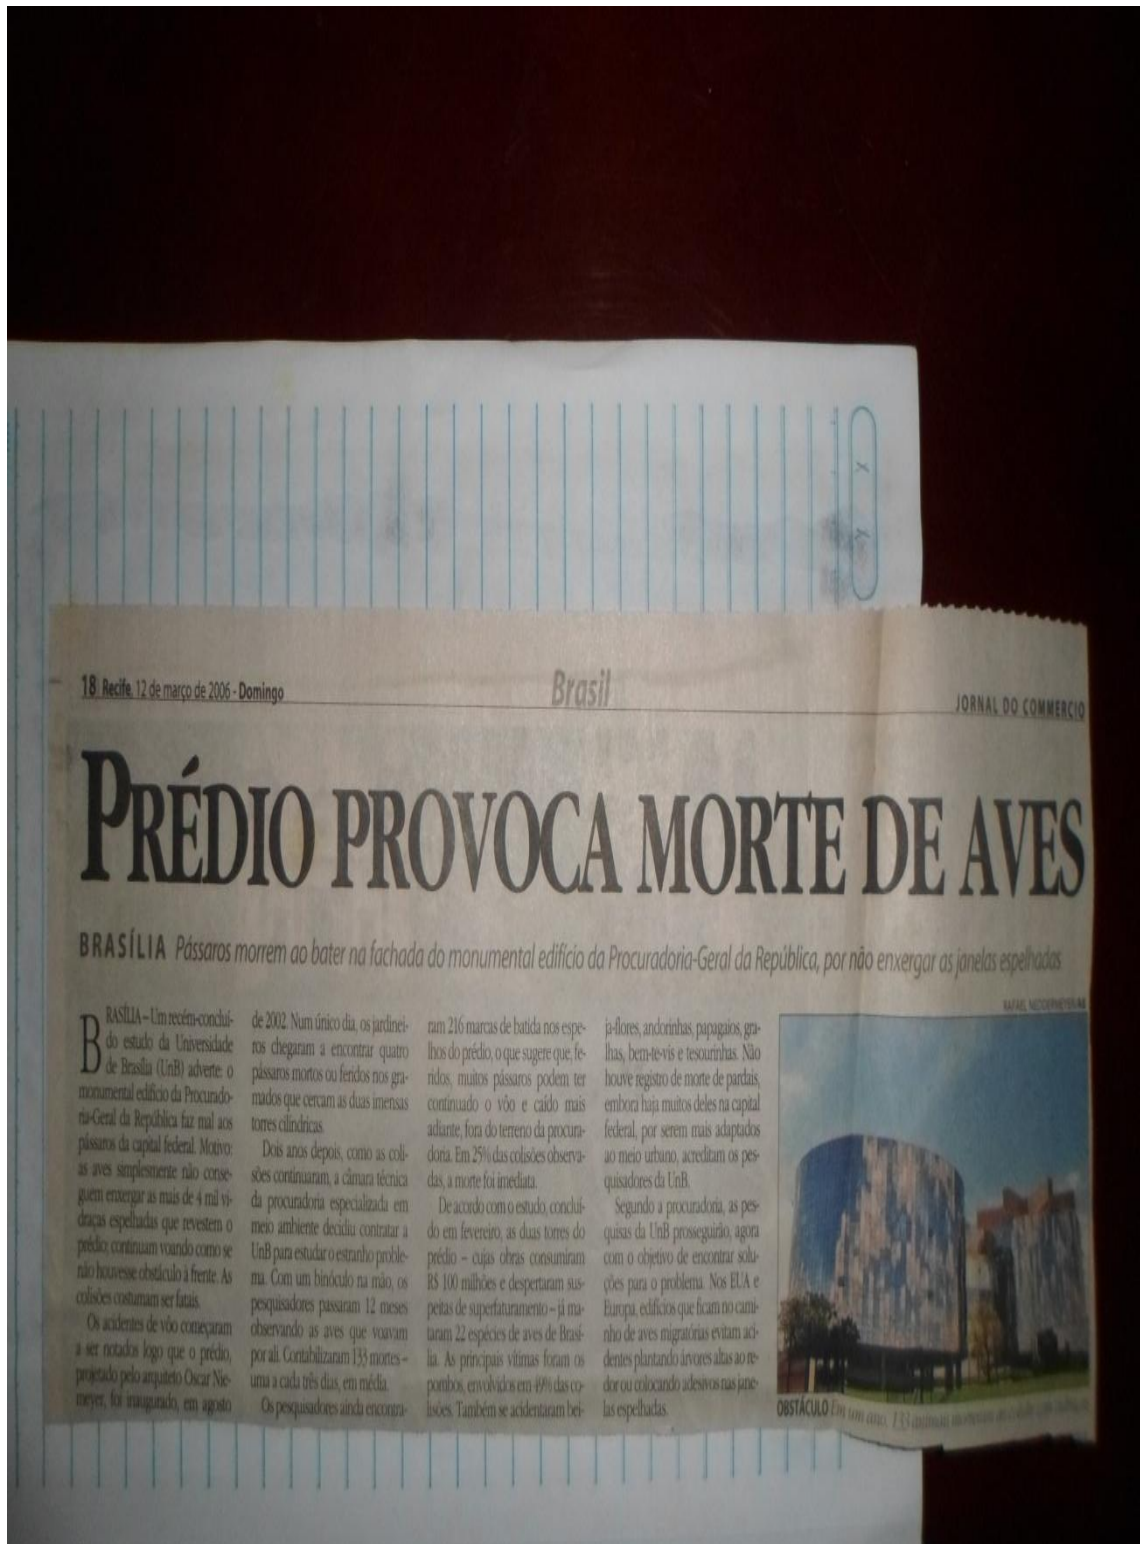 18 Recife, 12 de março de 2006 - Domingo
Brasil
JORNAL DO COMMERCIO
PRÉDIO PROVOCA MORTE DE AVES
BRASÍLIA Pássaros morrem ao bater na fachada do monumental edifício da Procuradoria-Geral da República, por não enxergar as janelas espelhadas
BRASÍLIA – Um recém-concluí-
do estudo da Universidade
de Brasília (UnB) adverte: o
monumental edifício da Procurado-
ria-Geral da República faz mal aos
pássaros da capital federal. Motivo:
as aves simplesmente não conse-
guem enxergar as mais de 4 mil vi-
draças espelhadas que revestem o
prédio; continuam voando como se
não houvesse obstáculo à frente. As
colisões costumam ser fatais.
Os acidentes de vôo começaram
a ser notados logo que o prédio,
projetado pelo arquiteto Oscar Nie-
meyer, foi inaugurado, em agosto
de 2002. Num único dia, os jardinei-
ros chegaram a encontrar quatro
pássaros mortos ou feridos nos gra-
mados que cercam as duas imensas
torres cilíndricas.
Dois anos depois, como as coli-
sões continuaram, a câmara técnica
da procuradoria especializada em
meio ambiente decidiu contratar a
UnB para estudar o estranho proble-
ma. Com um binóculo na mão, os
pesquisadores passaram 12 meses
observando as aves que voavam
por ali. Contabilizaram 133 mortes –
uma a cada três dias, em média.
Os pesquisadores ainda encontra-
ram 216 marcas de batida nos espe-
lhos do prédio, o que sugere que, fe-
ridos, muitos pássaros podem ter
continuado o vôo e caído mais
adiante, fora do terreno da procura-
doria. Em 25% das colisões observa-
das, a morte foi imediata.
De acordo com o estudo, concluí-
do em fevereiro, as duas torres do
prédio – cujas obras consumiram
R$ 100 milhões e despertaram sus-
peitas de superfaturamento – já ma-
taram 22 espécies de aves de Brasí-
lia. As principais vítimas foram os
pombos, envolvidos em 49% das co-
lisões. Também se acidentaram bei-
ja-flores, andorinhas, papagaios, gra-
lhas, bem-te-vis e tesourinhas. Não
houve registro de morte de pardais,
embora haja muitos deles na capital
federal, por serem mais adaptados
ao meio urbano, acreditam os pes-
quisadores da UnB.
Segundo a procuradoria, as pes-
quisas da UnB prosseguirão, agora
com o objetivo de encontrar solu-
ções para o problema. Nos EUA e
Europa, edifícios que ficam no cami-
nho de aves migratórias evitam aci-
dentes plantando árvores altas ao re-
dor ou colocando adesivos nas jane-
las espelhadas.
RAFAEL
OBSTÁCULO Em um ano, 133